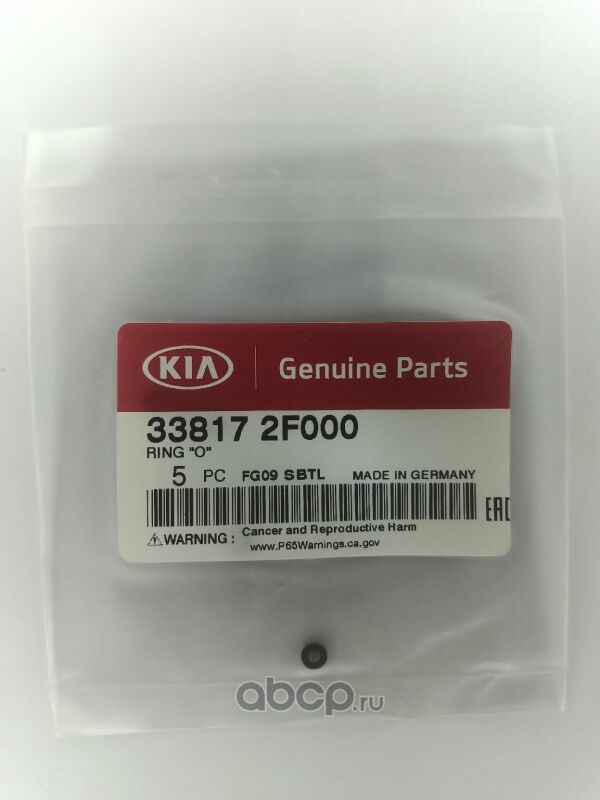 KIA Genuine Parts
33817 2F000
RING "O"
5 PC FG09 SBTL MADE IN GERMANY
EAC
WARNING : Cancer and Reproductive Harm
www.P65Warnings.ca.gov
abcp.ru